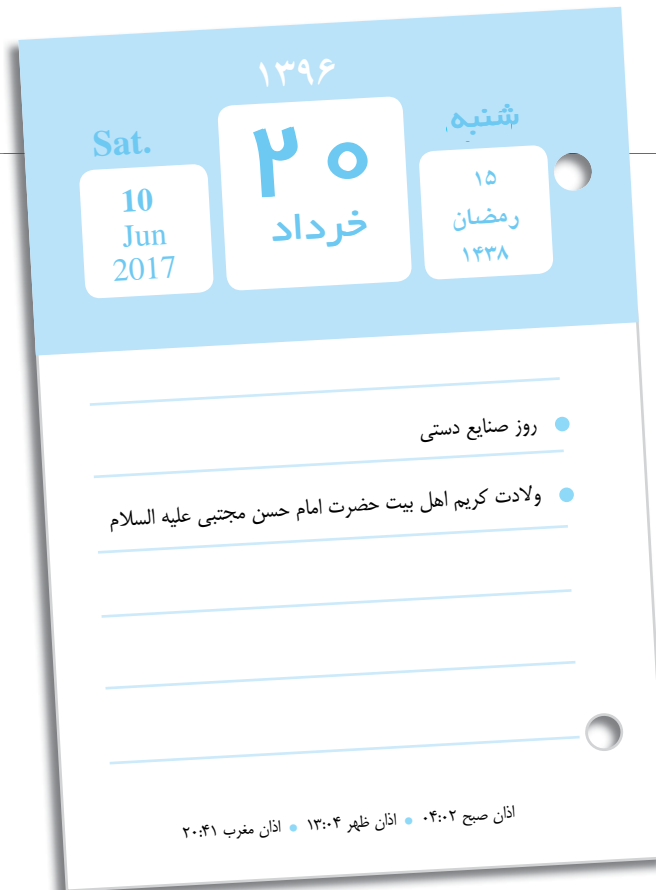 ۱۳۹۶
شنبه
۲۰
خرداد
Sat.
۱۵
رمضان
۱۴۳۸
10
Jun
2017
روز صنایع دستی
ولادت کریم اهل بیت حضرت امام حسن مجتبی علیه السلام
اذان صبح ۰۴:۰۲ • اذان ظهر ۱۳:۰۴ • اذان مغرب ۲۰:۴۱